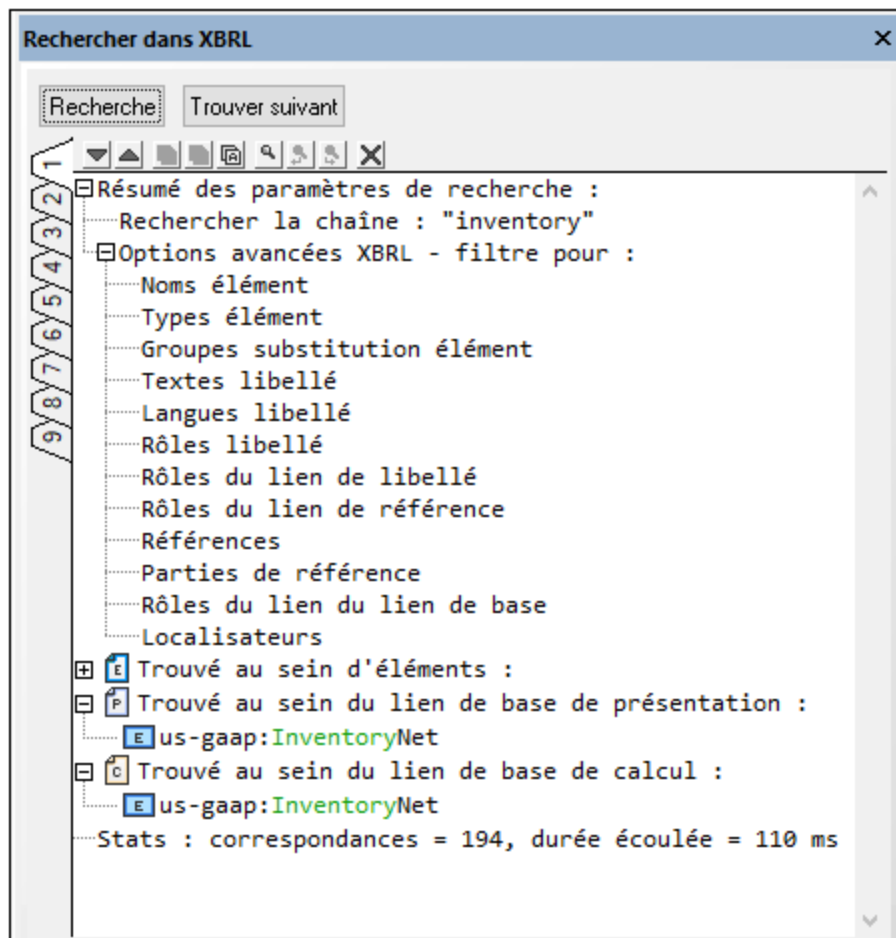 Rechercher dans XBRL
Recherche Trouver suivant
1
2
3
4
5
6
7
8
9
Résumé des paramètres de recherche :
Rechercher la chaîne : "inventory"
Options avancées XBRL - filtre pour :
Noms élément
Types élément
Groupes substitution élément
Textes libellé
Langues libellé
Rôles libellé
Rôles du lien de libellé
Rôles du lien de référence
Références
Parties de référence
Rôles du lien du lien de base
Localisateurs
E Trouvé au sein d'éléments :
P Trouvé au sein du lien de base de présentation :
E us-gaap:InventoryNet
C Trouvé au sein du lien de base de calcul :
E us-gaap:InventoryNet
Stats : correspondances = 194, durée écoulée = 110 ms